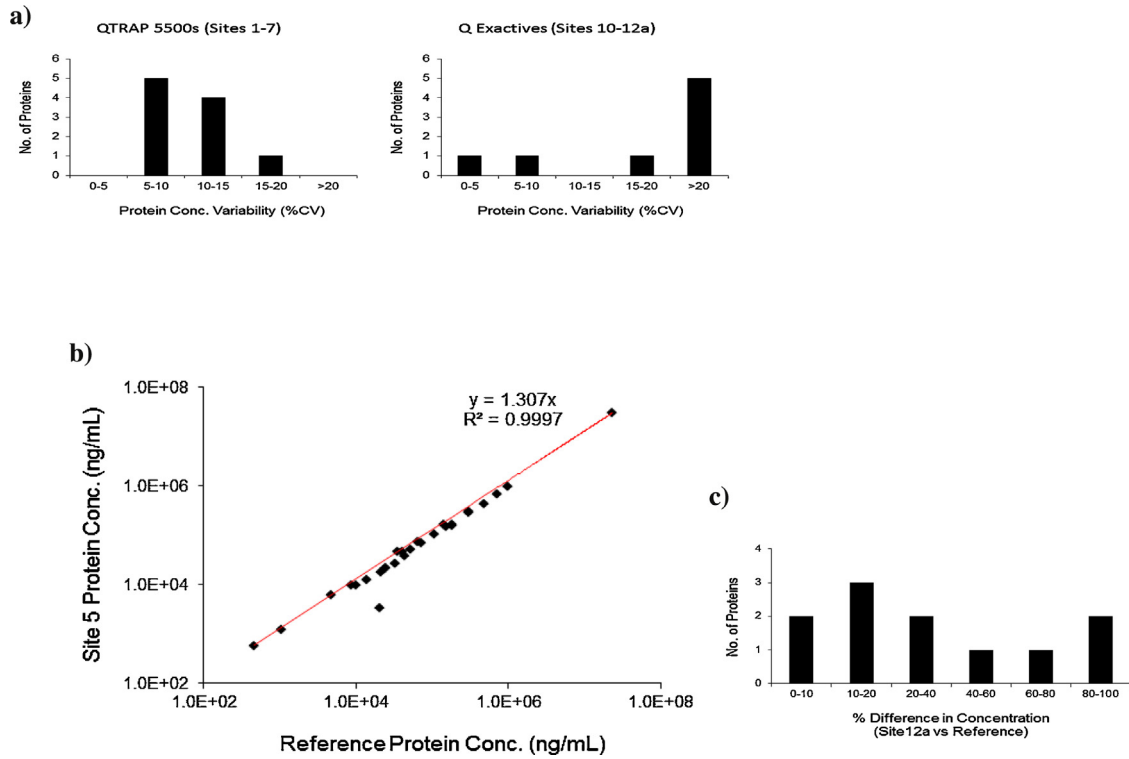 a)
QTRAP 5500s (Sites 1-7)
No. of Proteins
6
5
4
3
2
1
0
0-5 5-10 10-15 15-20 >20
Protein Conc. Variability (%CV)
Q Exactives (Sites 10-12a)
No. of Proteins
6
5
4
3
2
1
0
0-5 5-10 10-15 15-20 >20
Protein Conc. Variability (%CV)
b)
Site 5 Protein Conc. (ng/mL)
1.0E+08
1.0E+06
1.0E+04
1.0E+02
y = 1.307x
R² = 0.9997
1.0E+02 1.0E+04 1.0E+06 1.0E+08
Reference Protein Conc. (ng/mL)
c)
No. of Proteins
4
3
2
1
0
0-10 10-20 20-40 40-60 60-80 80-100
% Difference in Concentration
(Site12a vs Reference)